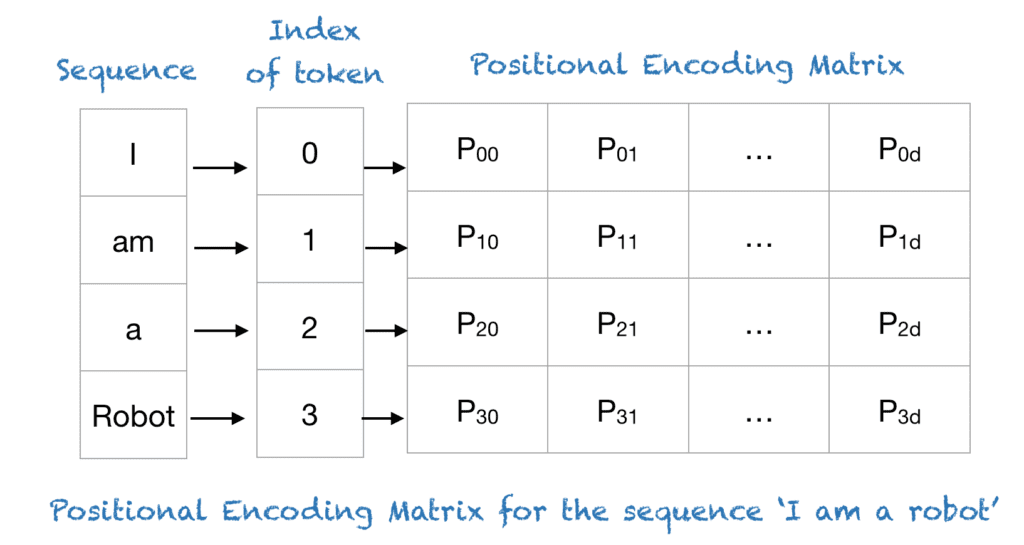 Sequence Index of token Positional Encoding Matrix
I 0 P00 P01 ... P0d
am 1 P10 P11 ... P1d
a 2 P20 P21 ... P2d
Robot 3 P30 P31 ... P3d
Positional Encoding Matrix for the sequence ‘I am a robot’